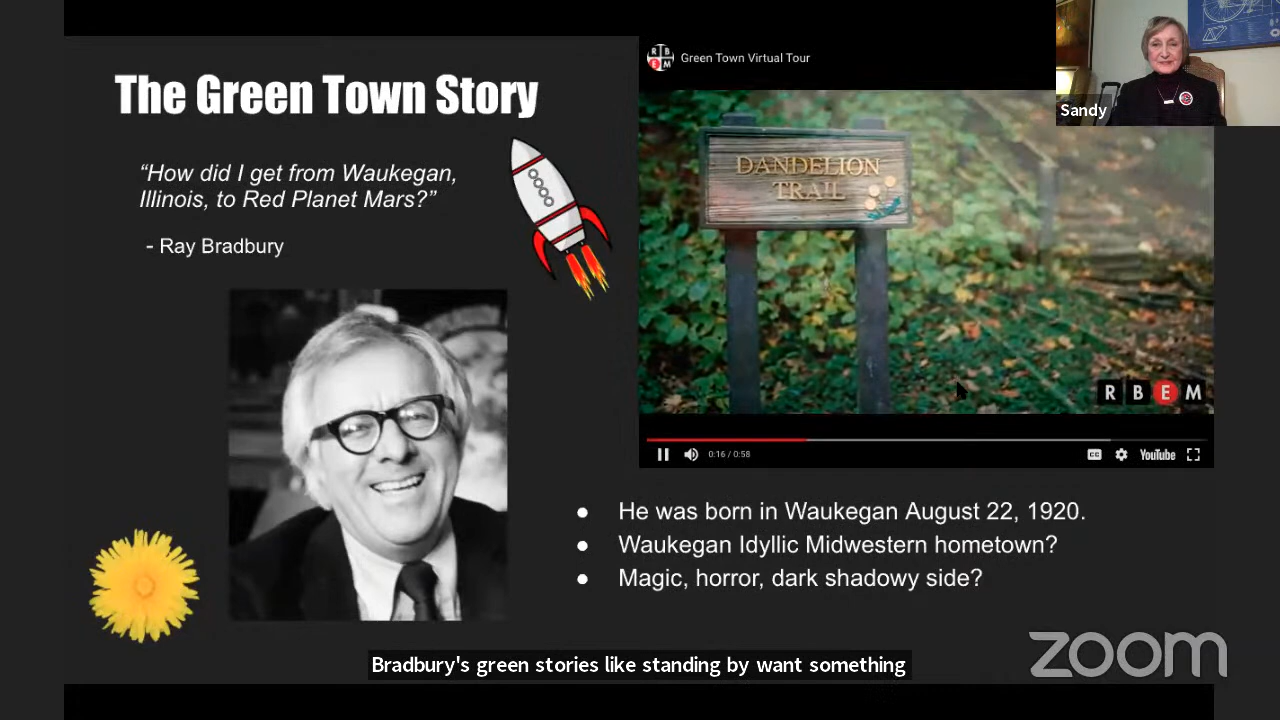 The Green Town Story
“How did I get from Waukegan,
Illinois, to Red Planet Mars?”
- Ray Bradbury
R B
E M
Green Town Virtual Tour
DANDELION
TRAIL
R B E M
0:16 / 0:58
CC
YouTube
Sandy
● He was born in Waukegan August 22, 1920.
● Waukegan Idyllic Midwestern hometown?
● Magic, horror, dark shadowy side?
Bradbury's green stories like standing by want something
zoom